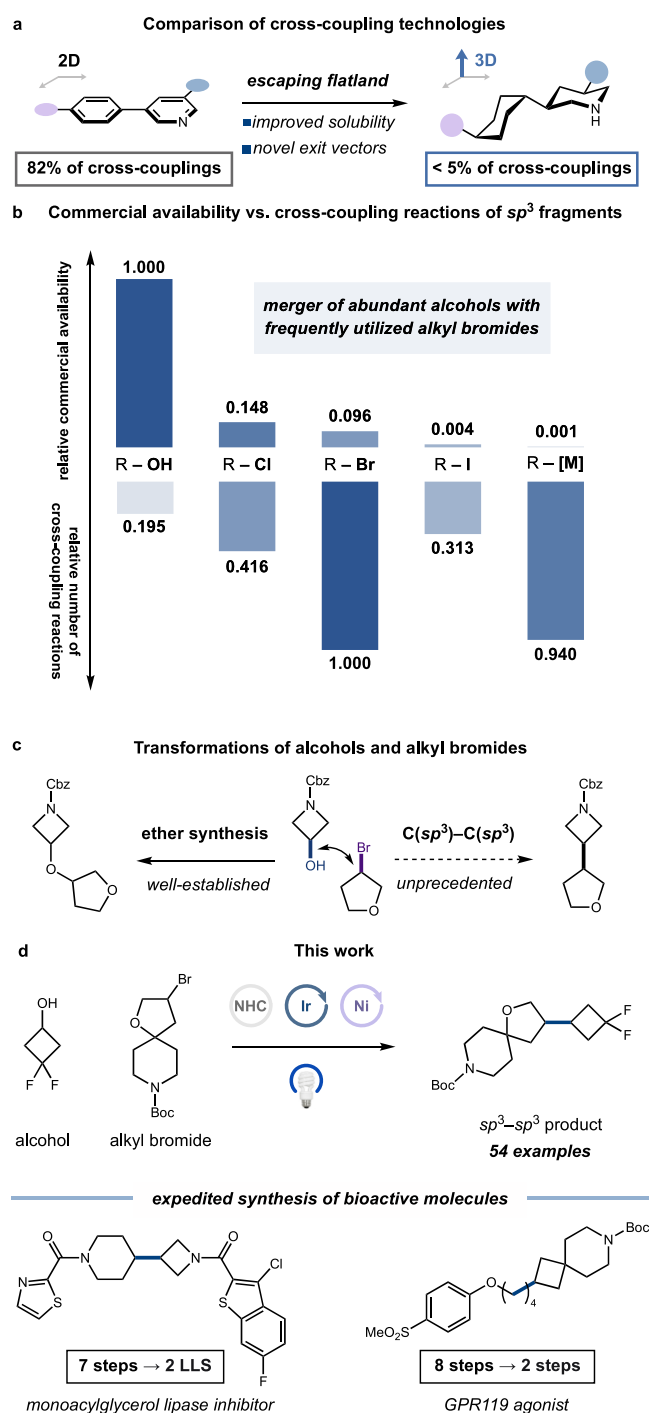 a Comparison of cross-coupling technologies
2D
escaping flatland
3D
improved solubility
novel exit vectors
N
N
H
82% of cross-couplings
< 5% of cross-couplings
b Commercial availability vs. cross-coupling reactions of sp³ fragments
relative commercial availability
1.000
merger of abundant alcohols with
frequently utilized alkyl bromides
0.148
0.096
0.004
0.001
R – OH
R – Cl
R – Br
R – I
R – [M]
relative number of
cross-coupling reactions
0.195
0.416
1.000
0.313
0.940
c Transformations of alcohols and alkyl bromides
Cbz
N
O
O
ether synthesis
well-established
Cbz
N
OH
Br
O
C(sp³)–C(sp³)
unprecedented
Cbz
N
O
d This work
OH
F F
alcohol
Br
O
N
Boc
alkyl bromide
NHC
Ir
Ni
O
F
F
N
Boc
sp³–sp³ product
54 examples
expedited synthesis of bioactive molecules
O
N
N
S
N
O
Cl
S
F
7 steps → 2 LLS
monoacylglycerol lipase inhibitor
Boc
N
O
( )4
MeO₂S
8 steps → 2 steps
GPR119 agonist